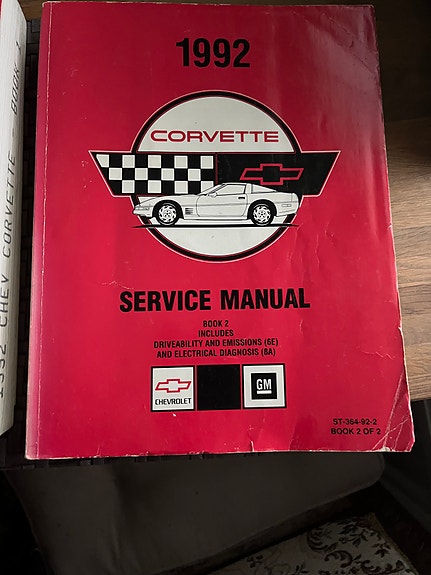 1992
CORVETTE
SERVICE MANUAL
BOOK 2
INCLUDES
DRIVEABILITY AND EMISSIONS (6E)
AND ELECTRICAL DIAGNOSIS (8A)
CHEVROLET
GM
ST-364-92-2
BOOK 2 OF 2
1992 CHEV CORVETTE - BOOK